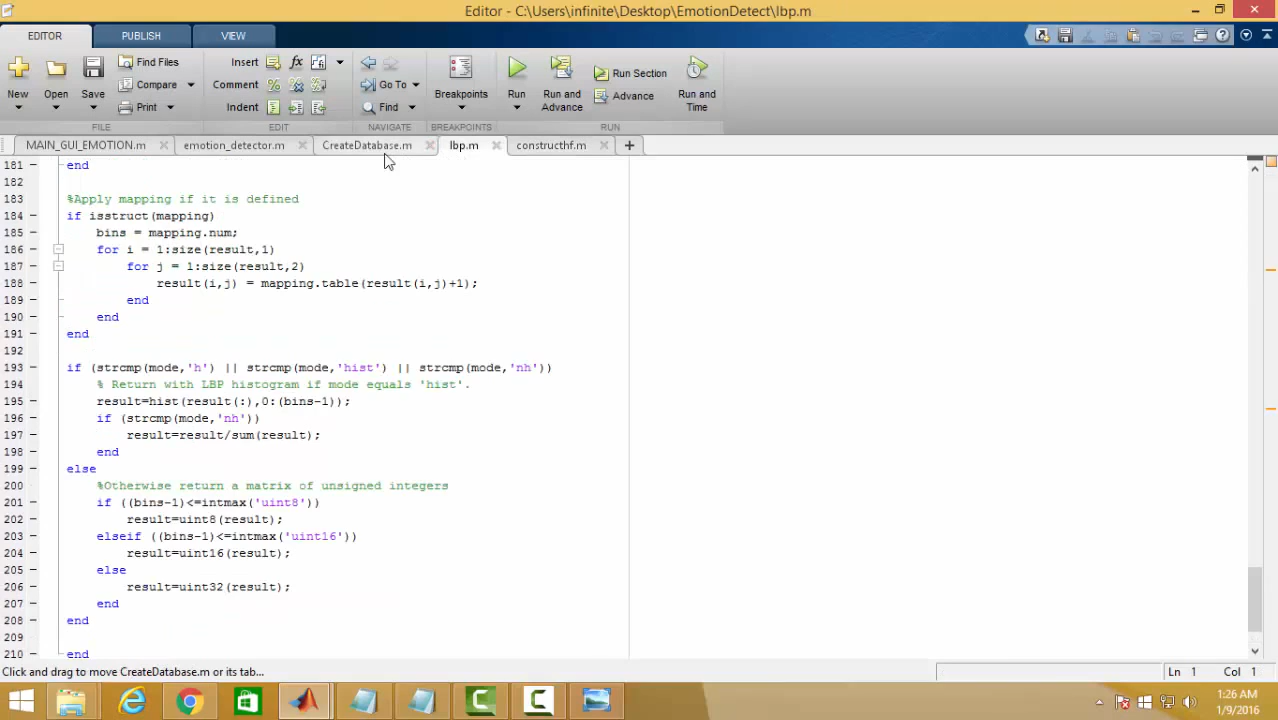 Editor - C:\Users\infinite\Desktop\EmotionDetect\lbp.m
EDITOR PUBLISH VIEW
New Open Save Find Files Compare Print
Insert Comment Indent
Go To Find
Breakpoints
Run Run and Advance Run Section Advance Run and Time
FILE EDIT NAVIGATE BREAKPOINTS RUN
MAIN_GUI_EMOTION.m emotion_detector.m CreateDatabase.m lbp.m constructhf.m
181 end
182
183 %Apply mapping if it is defined
184 if isstruct(mapping)
185 bins = mapping.num;
186 for i = 1:size(result,1)
187 for j = 1:size(result,2)
188 result(i,j) = mapping.table(result(i,j)+1);
189 end
190 end
191 end
192
193 if (strcmp(mode,'h') || strcmp(mode,'hist') || strcmp(mode,'nh'))
194 % Return with LBP histogram if mode equals 'hist'.
195 result=hist(result(:),0:(bins-1));
196 if (strcmp(mode,'nh'))
197 result=result/sum(result);
198 end
199 else
200 %Otherwise return a matrix of unsigned integers
201 if ((bins-1)<=intmax('uint8'))
202 result=uint8(result);
203 elseif ((bins-1)<=intmax('uint16'))
204 result=uint16(result);
205 else
206 result=uint32(result);
207 end
208 end
209
210 end
Click and drag to move CreateDatabase.m or its tab...
Ln 1 Col 1
1:26 AM
1/9/2016